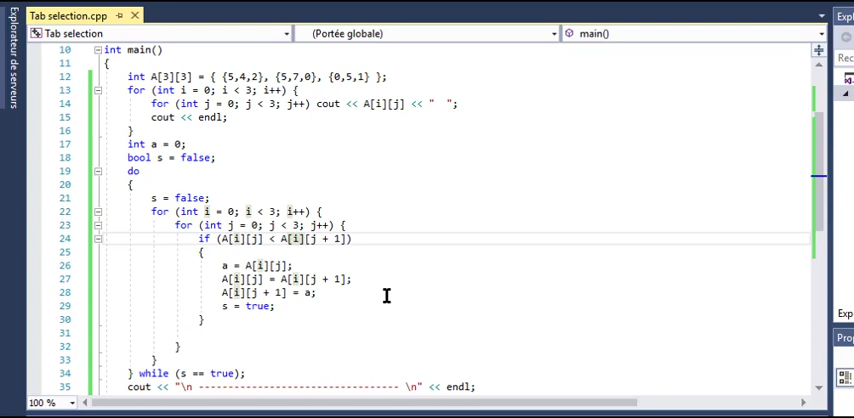 Tab selection.cpp
Explorateur de serveurs
Tab selection
(Portée globale)
main()
10 int main()
11 {
12 int A[3][3] = { {5,4,2}, {5,7,0}, {0,5,1} };
13 for (int i = 0; i < 3; i++) {
14 for (int j = 0; j < 3; j++) cout << A[i][j] << "  ";
15 cout << endl;
16 }
17 int a = 0;
18 bool s = false;
19 do
20 {
21 s = false;
22 for (int i = 0; i < 3; i++) {
23 for (int j = 0; j < 3; j++) {
24 if (A[i][j] < A[i][j + 1])
25 {
26 a = A[i][j];
27 A[i][j] = A[i][j + 1];
28 A[i][j + 1] = a;
29 s = true;
30 }
31
32 }
33 }
34 } while (s == true);
35 cout << "\n --------------------------------- \n" << endl;
100 %
Expl
Rec
Exp
Prop